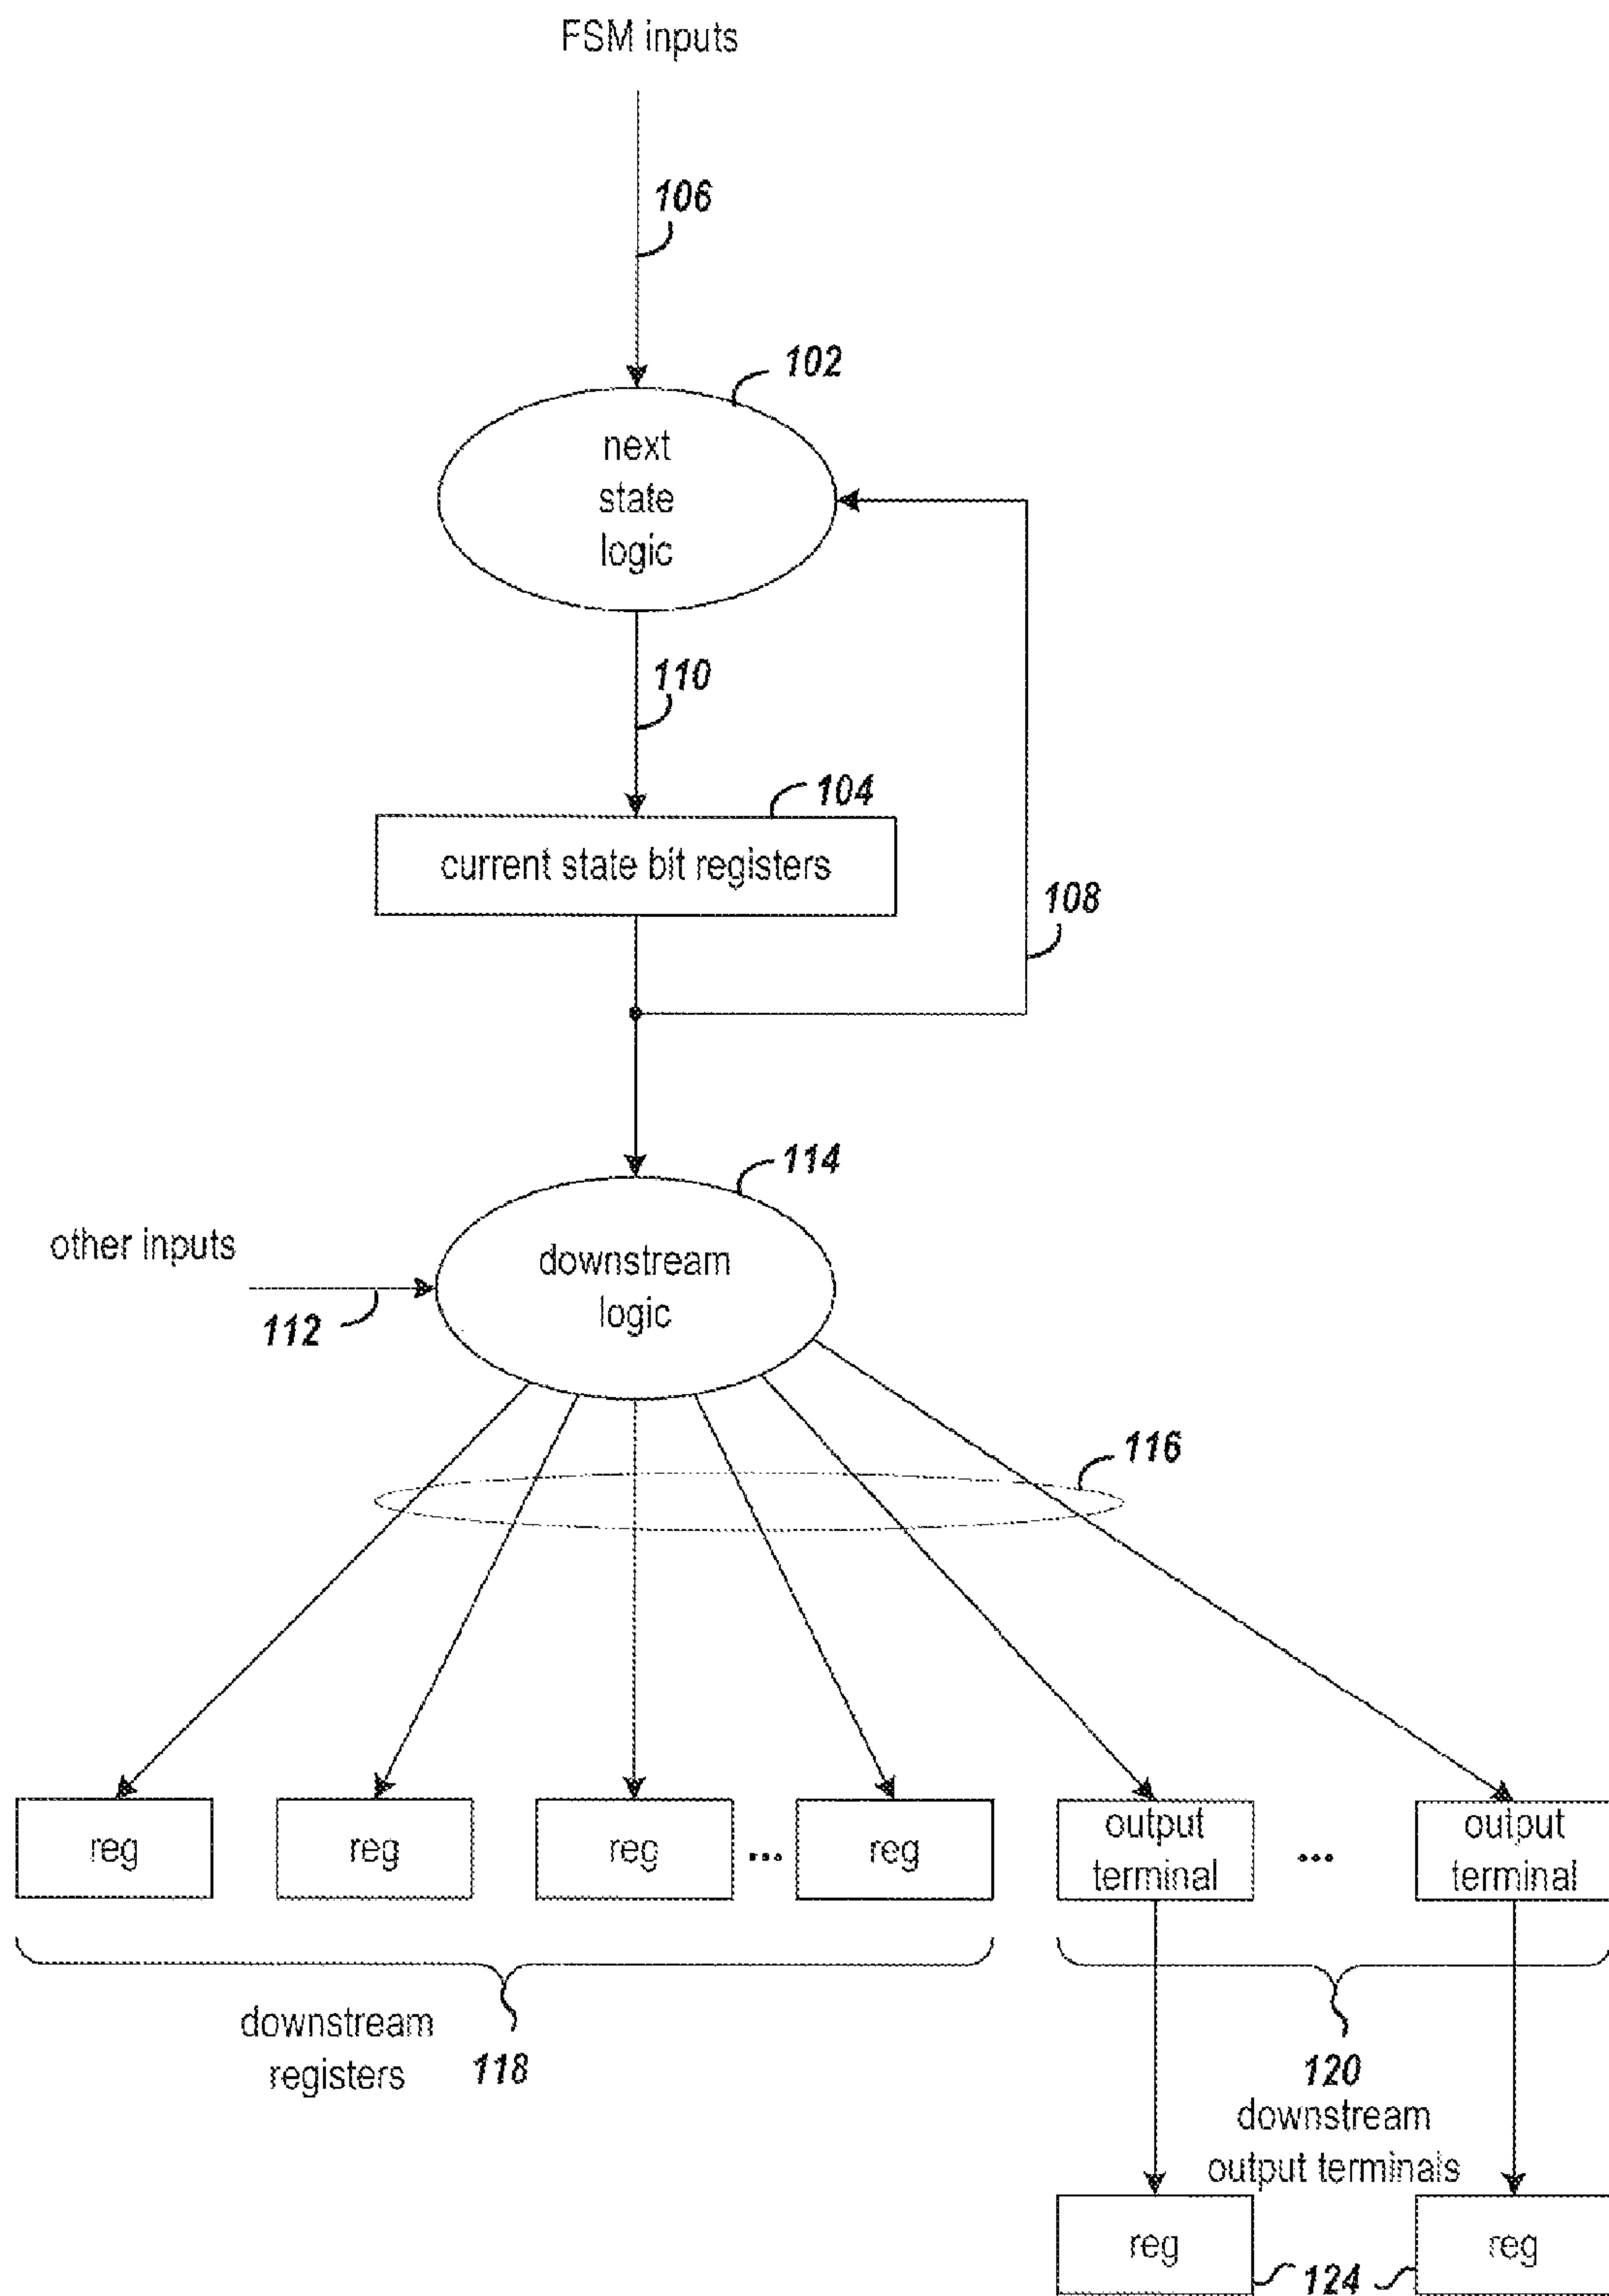 FSM inputs
106
102
next
state
logic
110
104
current state bit registers
108
114
other inputs
downstream
logic
112
116
reg
reg
reg
...
reg
output
terminal
...
output
terminal
downstream
registers
118
120
downstream
output terminals
reg
124
reg